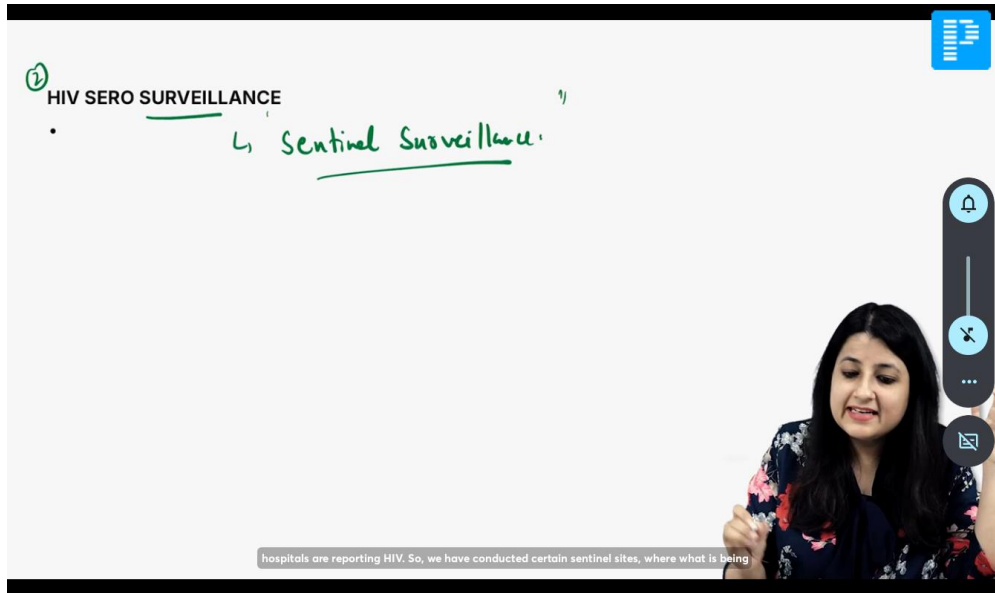 ②
HIV SERO SURVEILLANCE
↳ Sentinel Surveillance.
hospitals are reporting HIV. So, we have conducted certain sentinel sites, where what is being